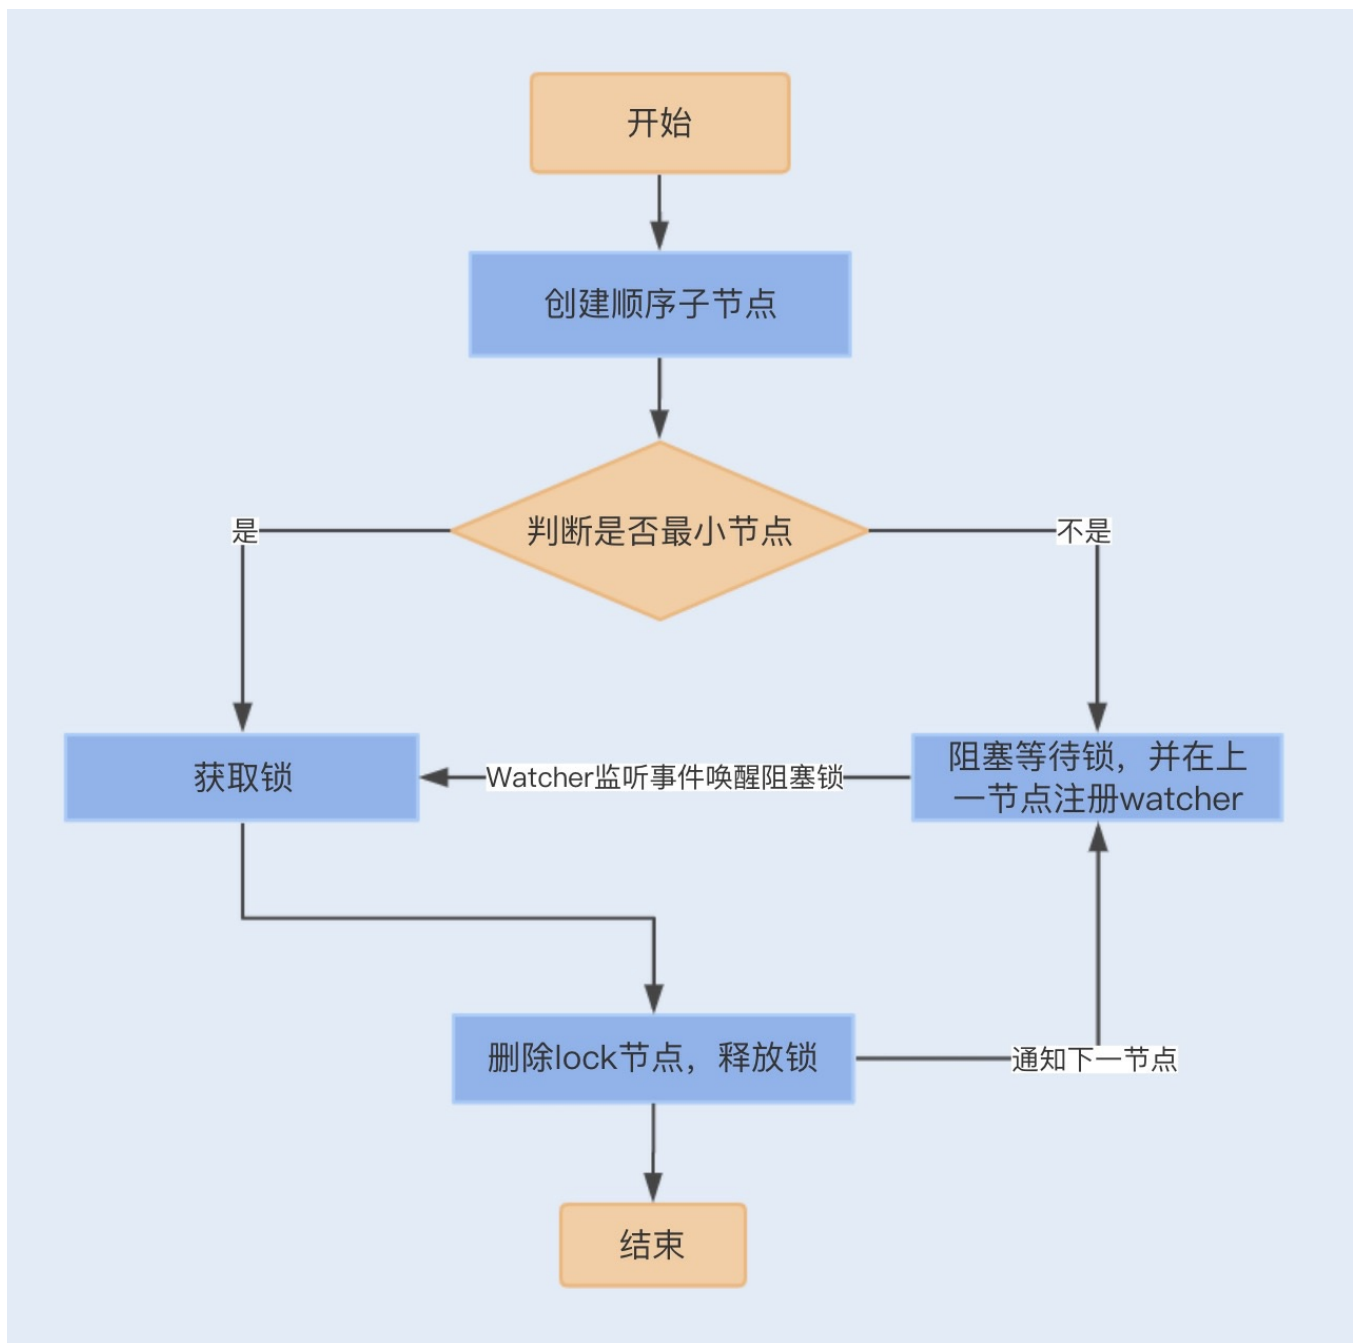 开始
创建顺序子节点
判断是否最小节点
是
不是
获取锁
Watcher监听事件唤醒阻塞锁
阻塞等待锁，并在上
一节点注册watcher
删除lock节点，释放锁
通知下一节点
结束